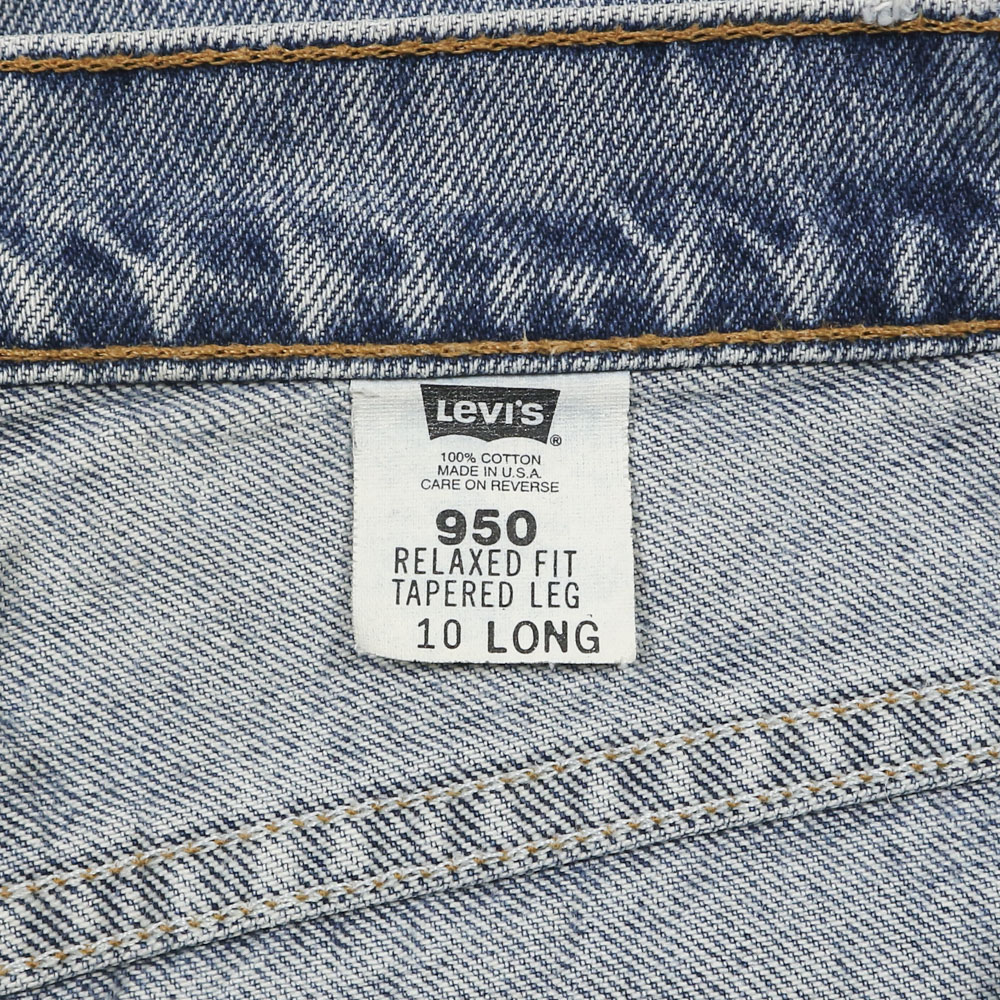 Levi's
®
100% COTTON
MADE IN U.S.A.
CARE ON REVERSE
950
RELAXED FIT
TAPERED LEG
10 LONG